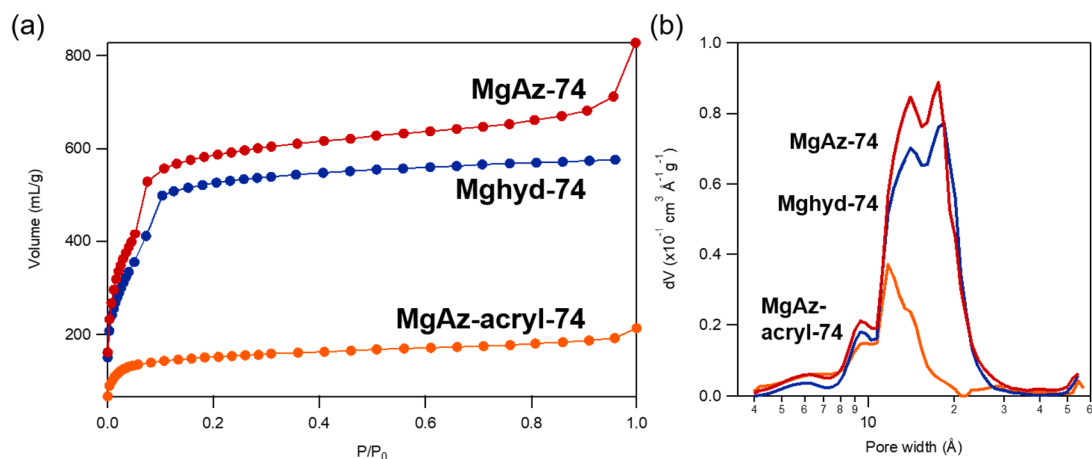 (a)
800
600
400
200
Volume (mL/g)
MgAz-74
Mghyd-74
MgAz-acryl-74
0.0 0.2 0.4 0.6 0.8 1.0
P/P₀
(b)
1.0
0.8
0.6
0.4
0.2
0.0
dV (x10⁻¹ cm³ Å⁻¹ g⁻¹)
MgAz-74
Mghyd-74
MgAz-
acryl-74
4 5 6 7 8 9 10 2 3 4 5 6
Pore width (Å)